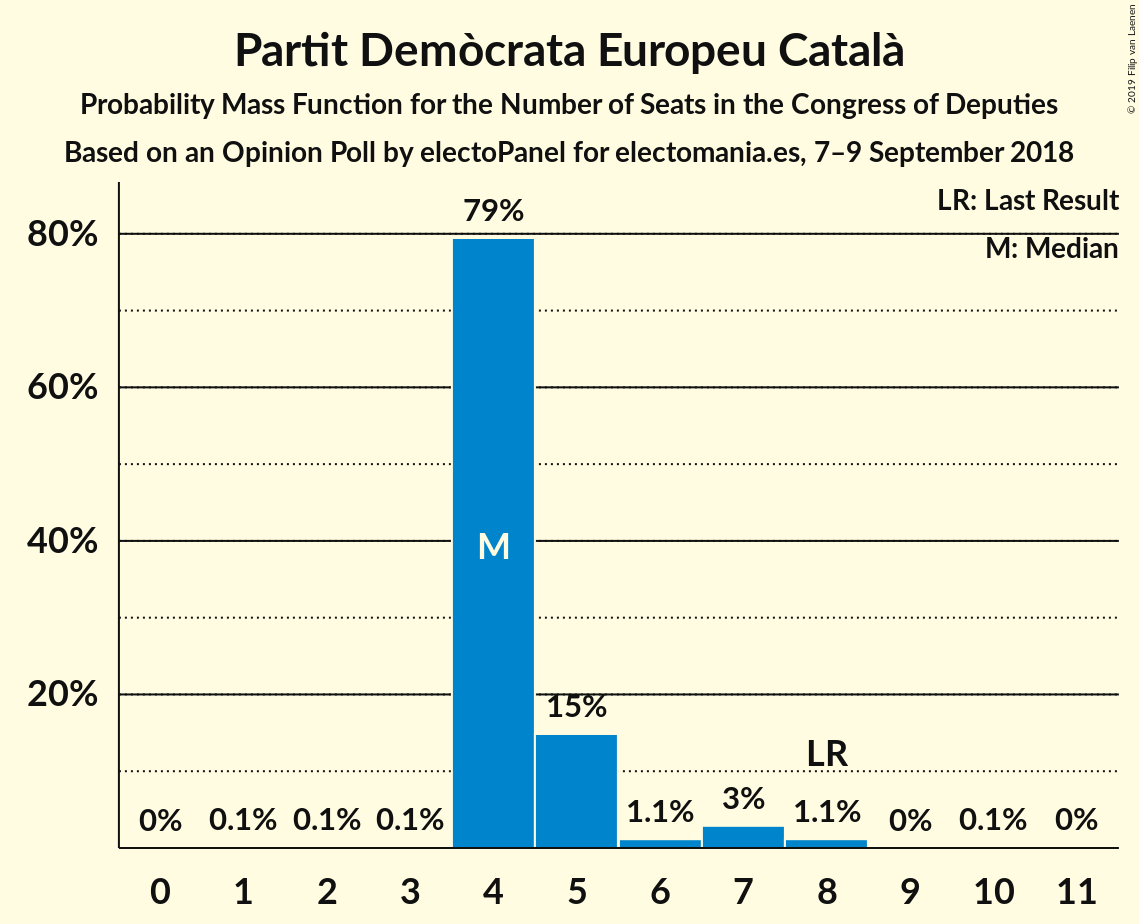 Partit Demòcrata Europeu Català
Probability Mass Function for the Number of Seats in the Congress of Deputies
Based on an Opinion Poll by electoPanel for electomania.es, 7–9 September 2018
© 2019 Filip van Laenen
LR: Last Result
M: Median
80%
60%
40%
20%
79%
M
15%
LR
0% 0.1% 0.1% 0.1% 1.1% 3% 1.1% 0% 0.1% 0%
0 1 2 3 4 5 6 7 8 9 10 11